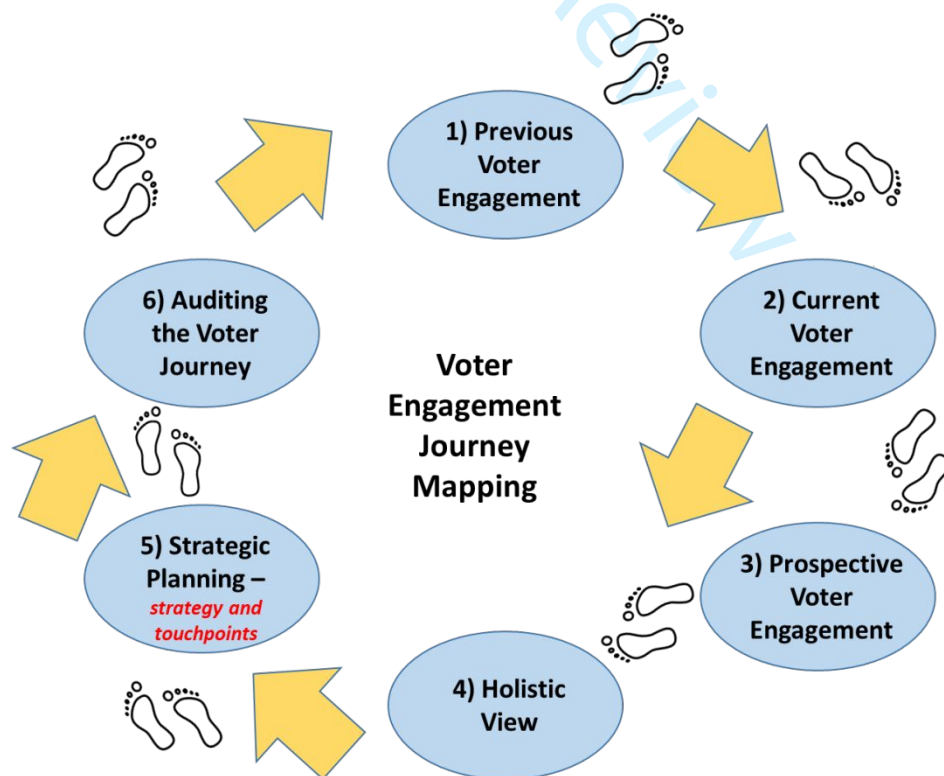 1) Previous
Voter
Engagement
2) Current
Voter
Engagement
3) Prospective
Voter
Engagement
4) Holistic
View
5) Strategic
Planning –
strategy and
touchpoints
6) Auditing
the Voter
Journey
Voter
Engagement
Journey
Mapping